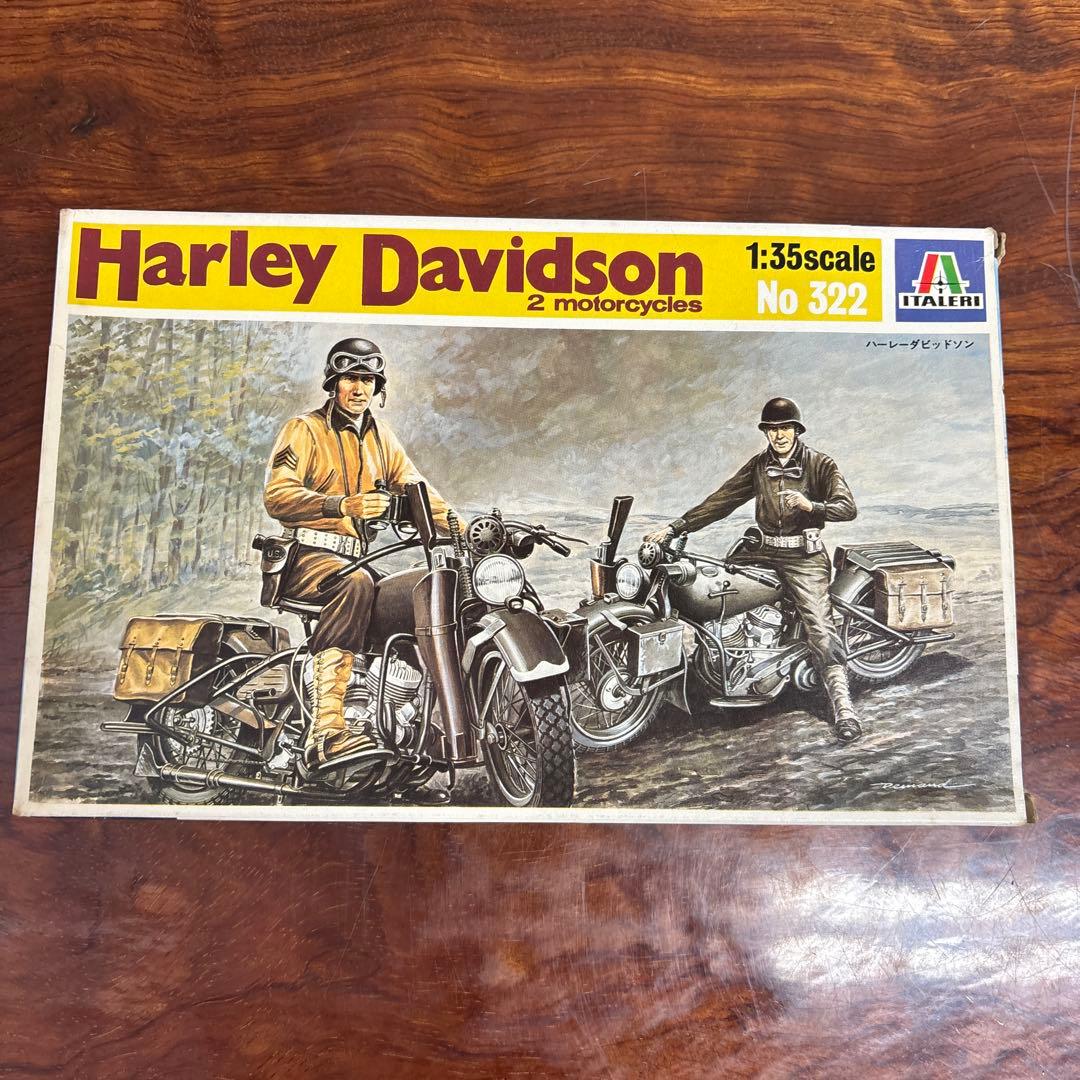 Harley Davidson
2 motorcycles
1:35scale
No 322
ITALERI
ハーレーダビッドソン
U.S